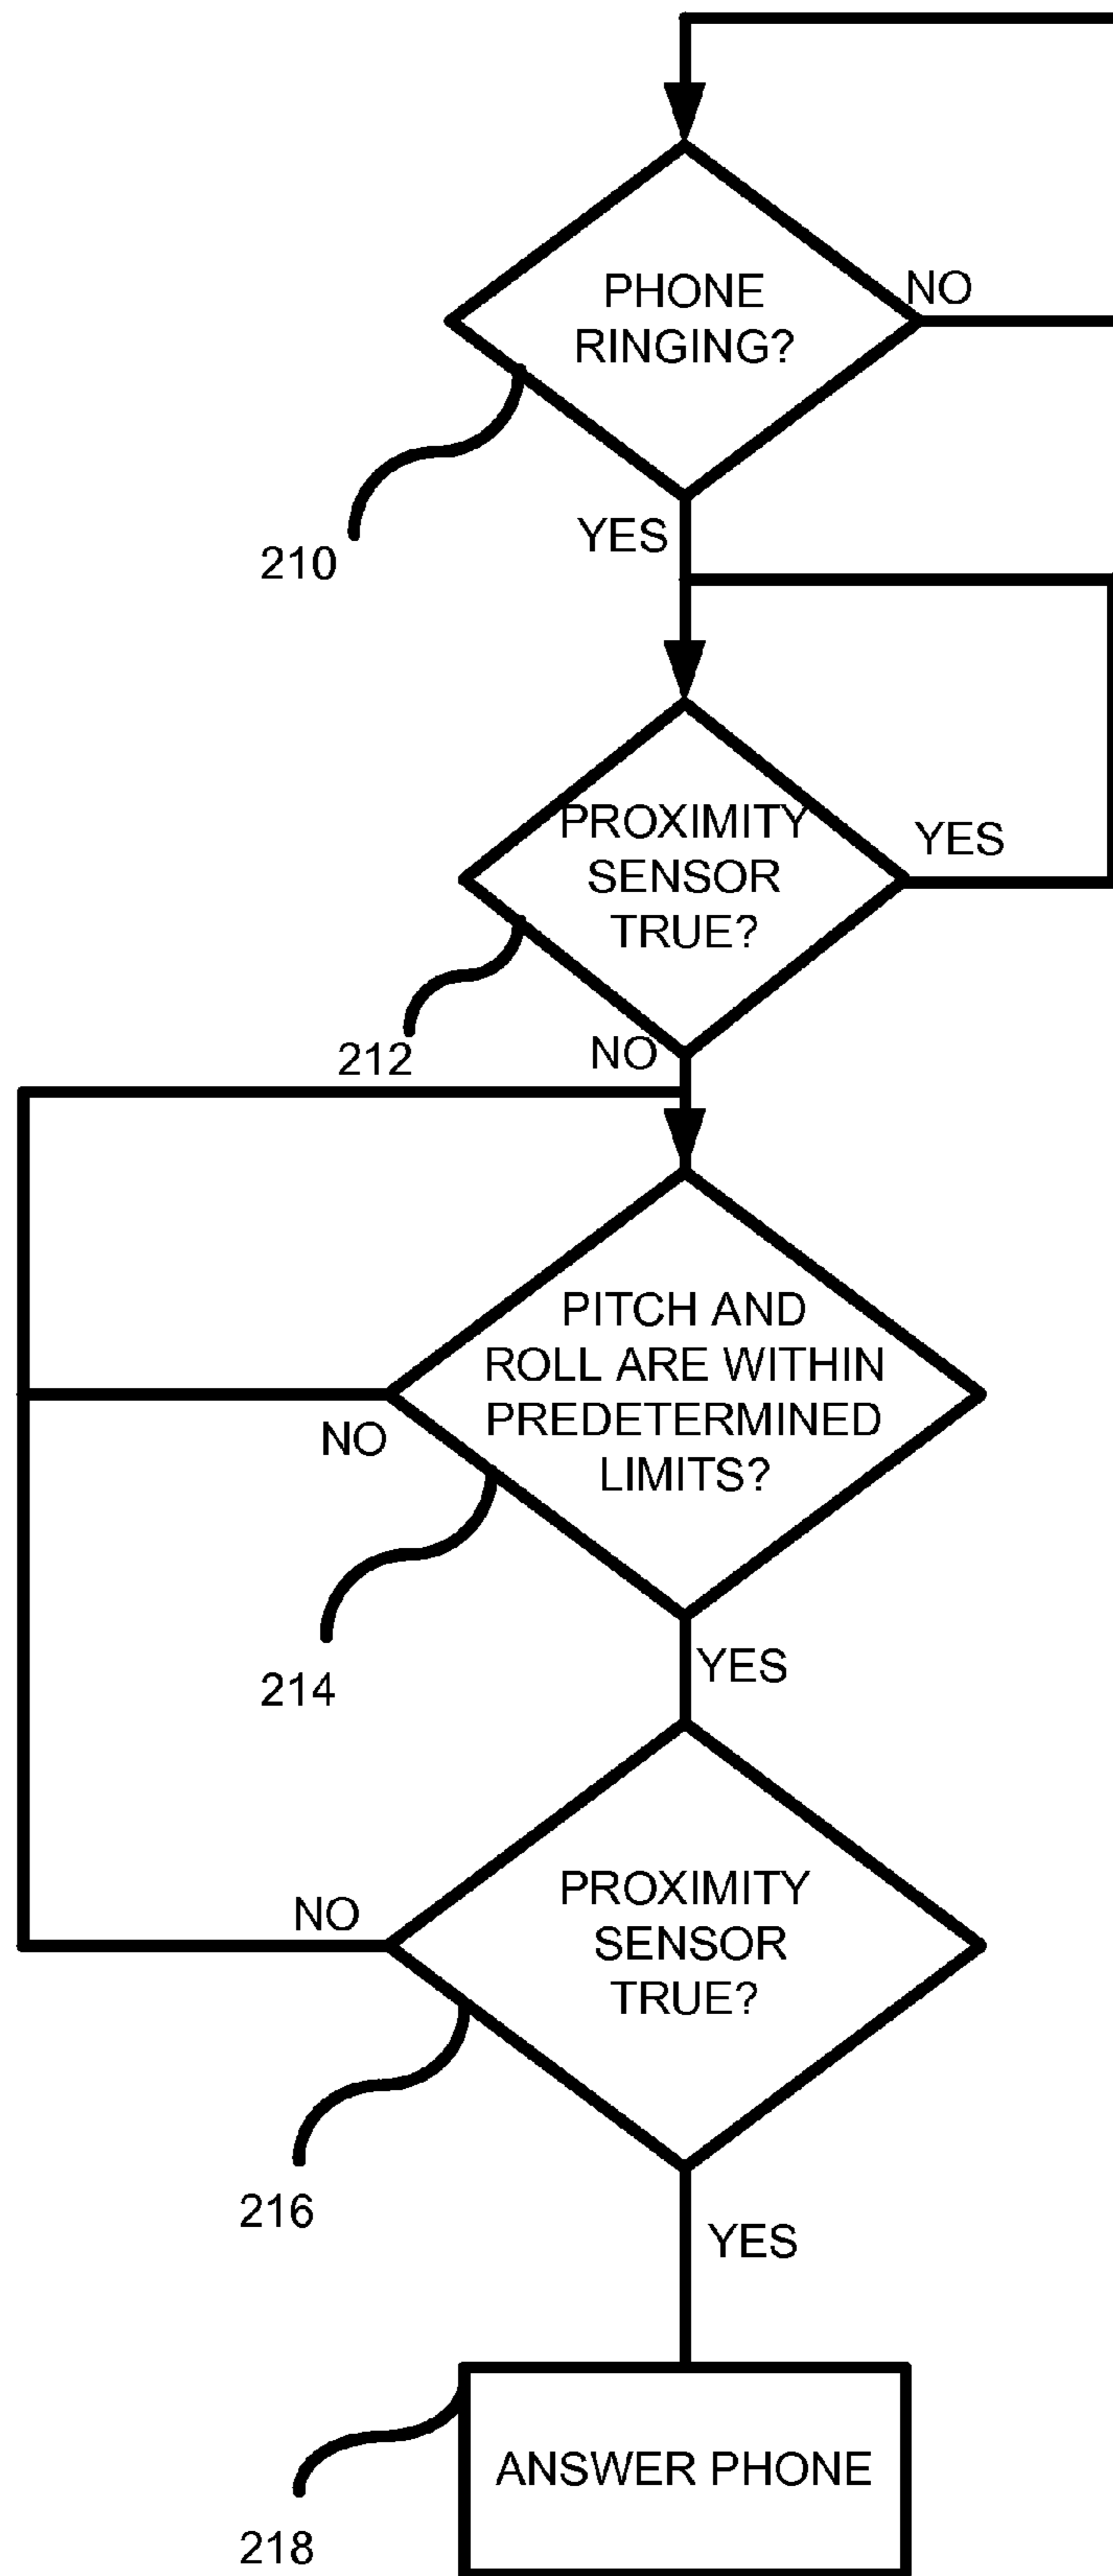 PHONE
RINGING?
NO
210
YES
PROXIMITY
SENSOR
TRUE?
YES
212
NO
PITCH AND
ROLL ARE WITHIN
PREDETERMINED
LIMITS?
NO
214
YES
PROXIMITY
SENSOR
TRUE?
NO
216
YES
ANSWER PHONE
218